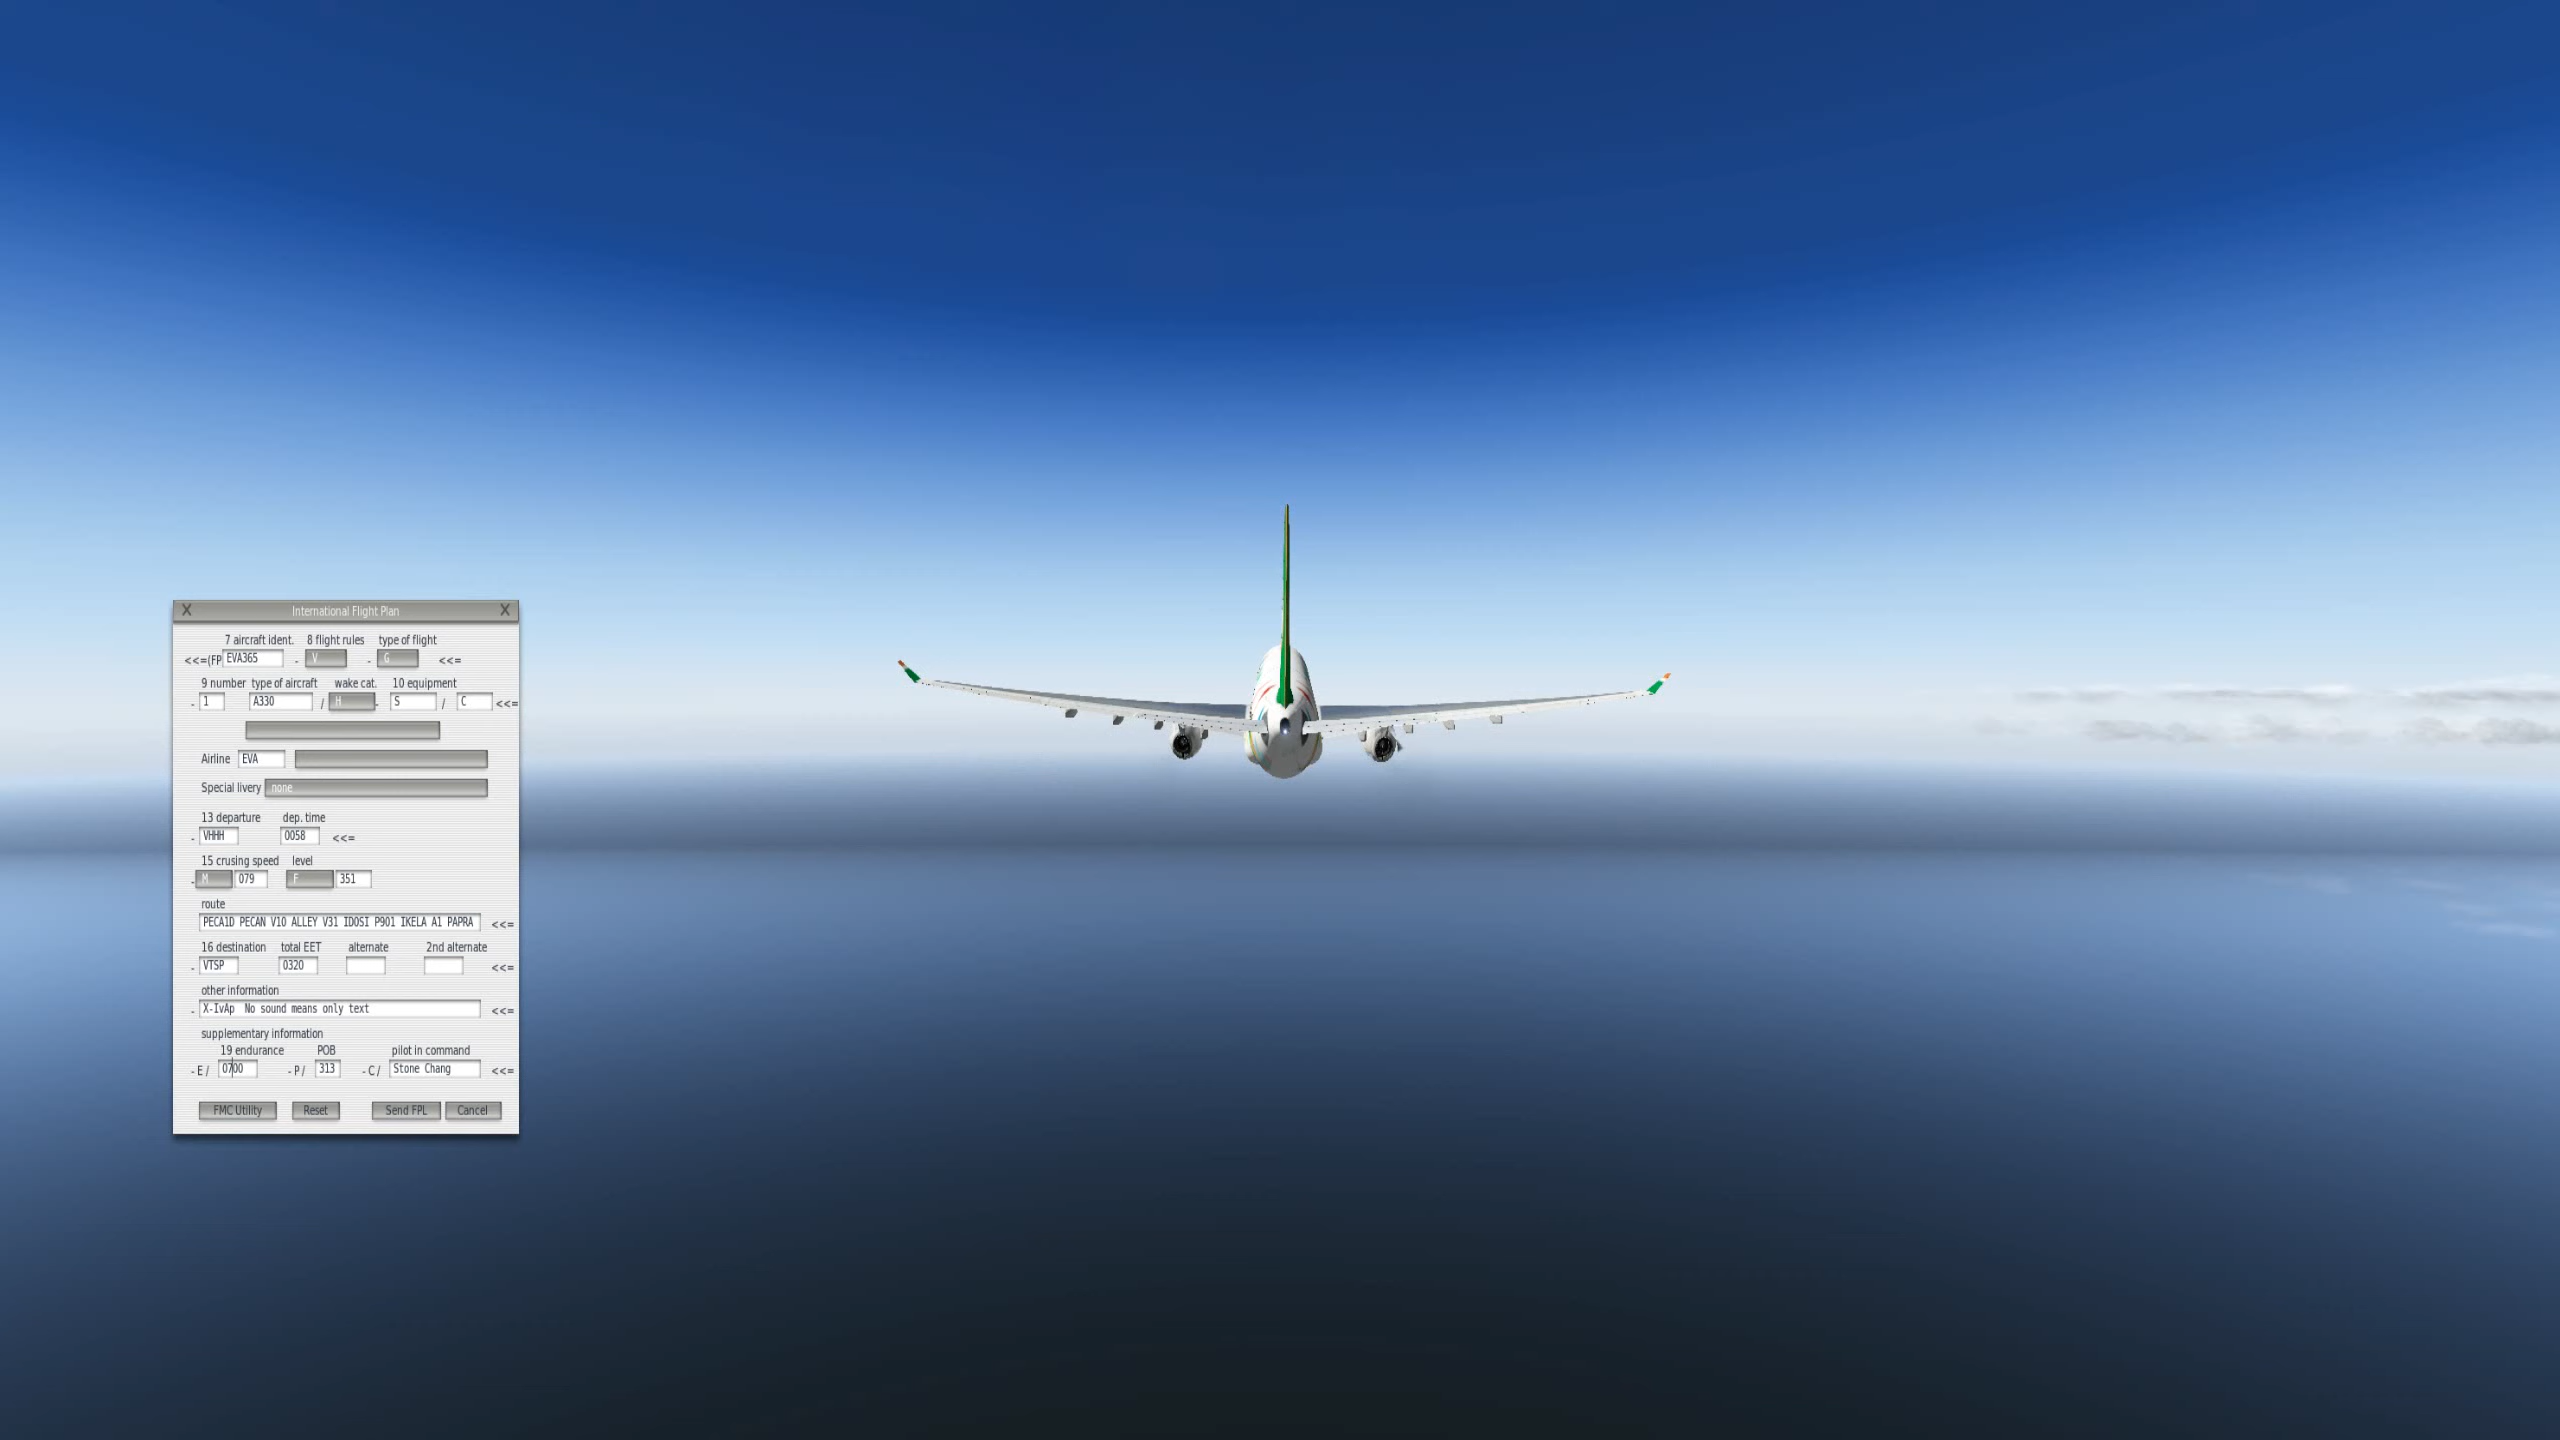 X International Flight Plan X
7 aircraft ident. 8 flight rules type of flight
<<=(FP EVA365 - V - G <<=
9 number type of aircraft wake cat. 10 equipment
- 1 A330 / H - S / C <<=
Airline EVA
Special livery none
13 departure dep. time
- VHHH 0058 <<=
15 crusing speed level
- M 079 F 351
route
PECA1D PECAN V10 ALLEY V31 IDOSI P901 IKELA A1 PAPRA <<=
16 destination total EET alternate 2nd alternate
- VTSP 0320 <<=
other information
- X-IvAp No sound means only text <<=
supplementary information
19 endurance POB pilot in command
- E / 0700 - P / 313 - C / Stone Chang <<=
FMC Utility Reset Send FPL Cancel